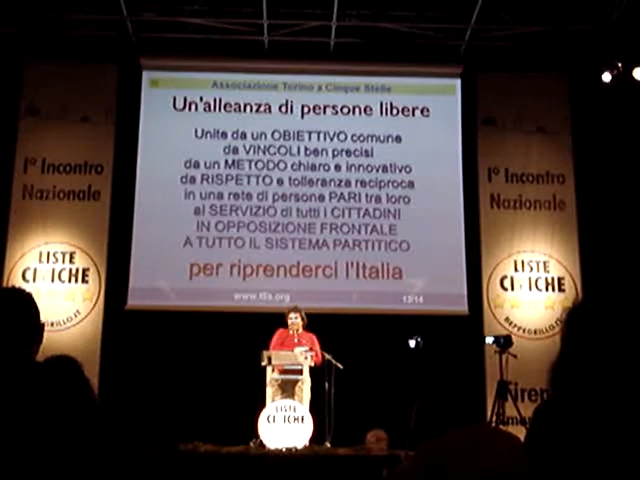 Associazione Torino a Cinque Stelle
Un'alleanza di persone libere
Unite da un OBIETTIVO comune
da VINCOLI ben precisi
da un METODO chiaro e innovativo
da RISPETTO e tolleranza reciproca
in una rete di persone PARI tra loro
al SERVIZIO di tutti i CITTADINI
IN OPPOSIZIONE FRONTALE
A TUTTO IL SISTEMA PARTITICO
per riprenderci l'Italia
www.t5s.org
13/14
I° Incontro
Nazionale
LISTE
CIVICHE
I° Incontro
Nazionale
LISTE
CIVICHE
BEPPEGRILLO.IT
LISTE
CIVICHE